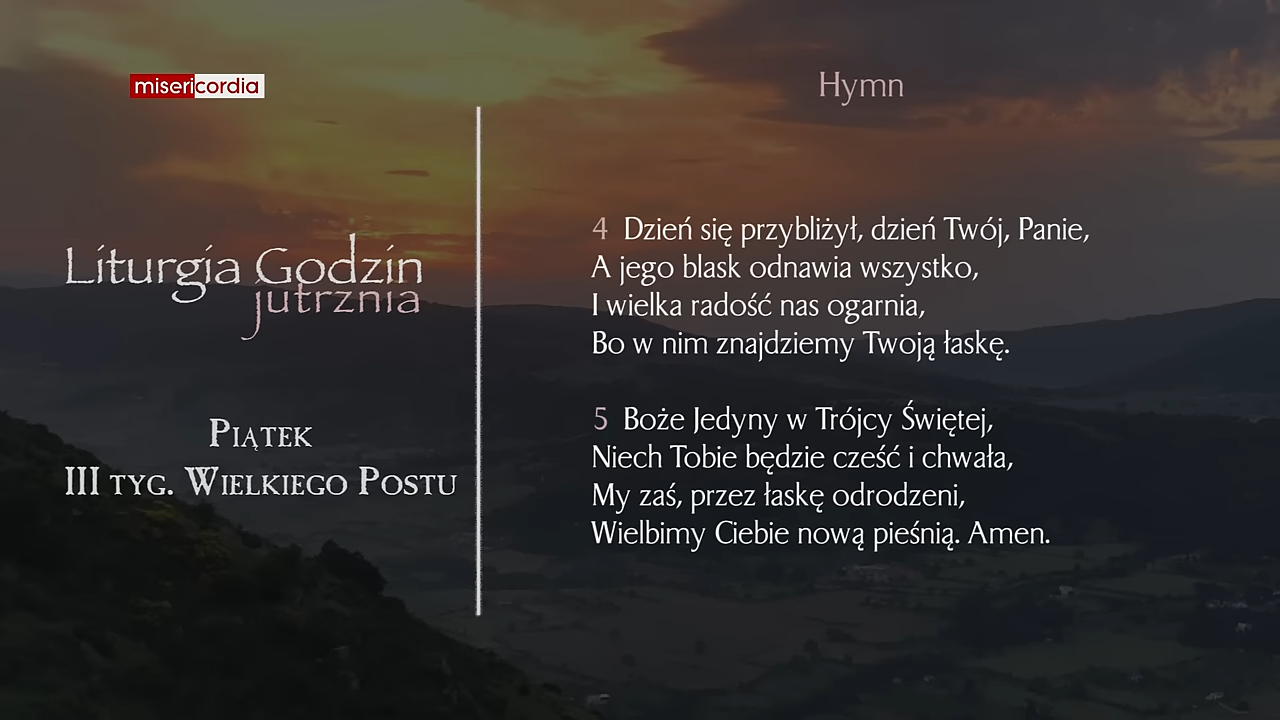 misericordia
Liturgia Godzin
jutrznia
Piątek
III tyg. Wielkiego Postu
Hymn
4 Dzień się przybliżył, dzień Twój, Panie,
A jego blask odnawia wszystko,
I wielka radość nas ogarnia,
Bo w nim znajdziemy Twoją łaskę.
5 Boże Jedyny w Trójcy Świętej,
Niech Tobie będzie cześć i chwała,
My zaś, przez łaskę odrodzeni,
Wielbimy Ciebie nową pieśnią. Amen.